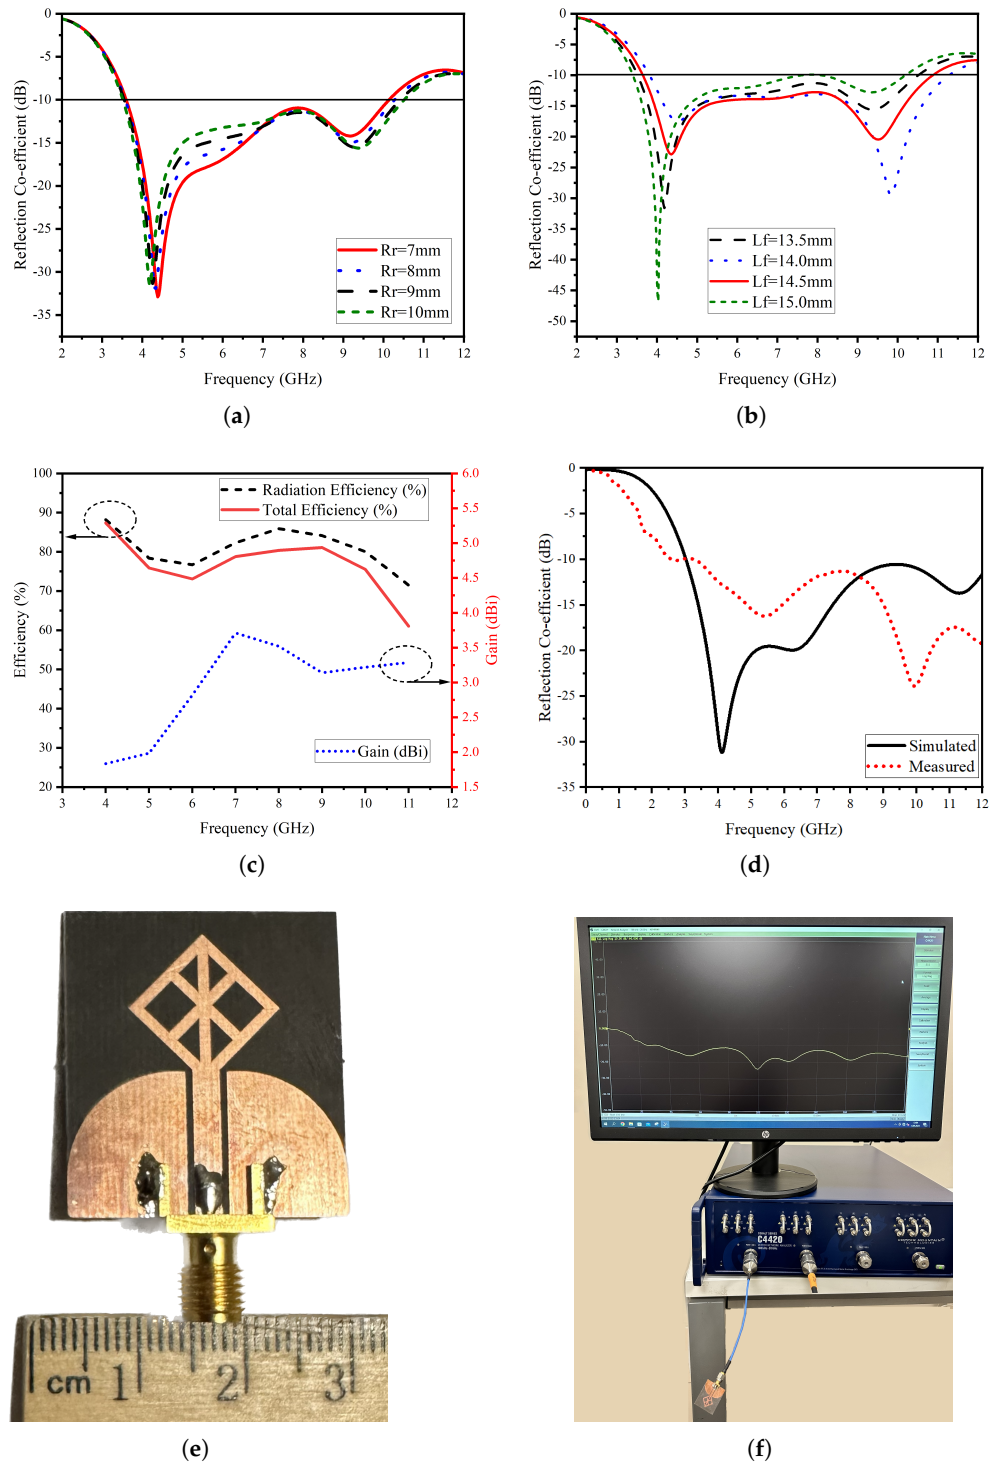 0
-5
-10
-15
-20
-25
-30
-35
Reflection Co-efficient (dB)
Rr=7mm
Rr=8mm
Rr=9mm
Rr=10mm
2 3 4 5 6 7 8 9 10 11 12
Frequency (GHz)
(a)
0
-5
-10
-15
-20
-25
-30
-35
-40
-45
-50
Reflection Co-efficient (dB)
Lf=13.5mm
Lf=14.0mm
Lf=14.5mm
Lf=15.0mm
2 3 4 5 6 7 8 9 10 11 12
Frequency (GHz)
(b)
100
90
80
70
60
50
40
30
20
Efficiency (%)
Radiation Efficiency (%)
Total Efficiency (%)
Gain (dBi)
6.0
5.5
5.0
4.5
4.0
3.5
3.0
2.5
2.0
1.5
Gain (dBi)
3 4 5 6 7 8 9 10 11 12
Frequency (GHz)
(c)
0
-5
-10
-15
-20
-25
-30
-35
Reflection Co-efficient (dB)
Simulated
Measured
0 1 2 3 4 5 6 7 8 9 10 11 12
Frequency (GHz)
(d)
cm 1 2 3
(e)
hp
C4420
(f)